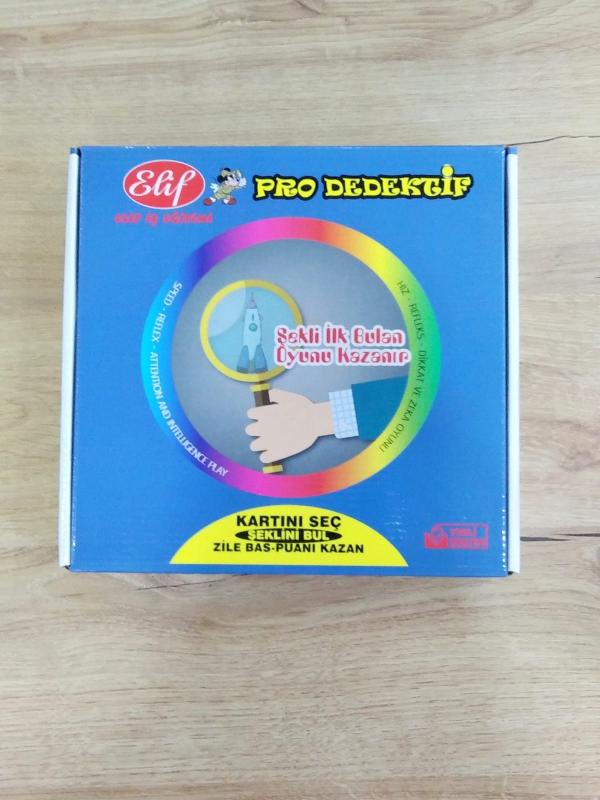 Elif
PRO DEDEKTİF
SPEED - REFLEX - ATTENTION AND INTELLIGENCE PLAY
HIZ - REFLEKS - DİKKAT VE ZEKA OYUNU
Şekli İlk Bulan
Oyunu Kazanır
KARTINI SEÇ
ŞEKLİNİ BUL
ZİLE BAS-PUANI KAZAN